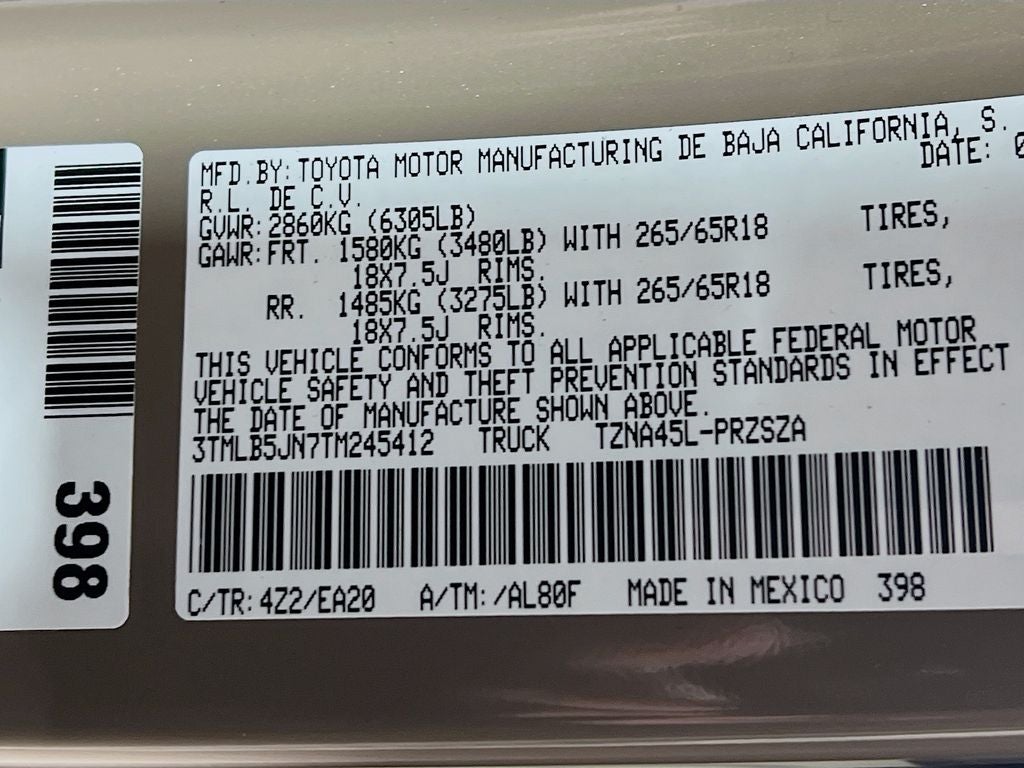 MFD.BY: TOYOTA MOTOR MANUFACTURING DE BAJA CALIFORNIA, S.
R.L. DE C.V.
DATE:
GVWR: 2860KG (6305LB)
GAWR: FRT. 1580KG (3480LB) WITH 265/65R18 TIRES,
18X7.5J RIMS.
RR. 1485KG (3275LB) WITH 265/65R18 TIRES,
18X7.5J RIMS.
THIS VEHICLE CONFORMS TO ALL APPLICABLE FEDERAL MOTOR
VEHICLE SAFETY AND THEFT PREVENTION STANDARDS IN EFFECT
THE DATE OF MANUFACTURE SHOWN ABOVE.
3TMLB5JN7TM245412 TRUCK TZNA45L-PRZSZA
C/TR: 4Z2/EA20 A/TM: /AL80F MADE IN MEXICO 398
398